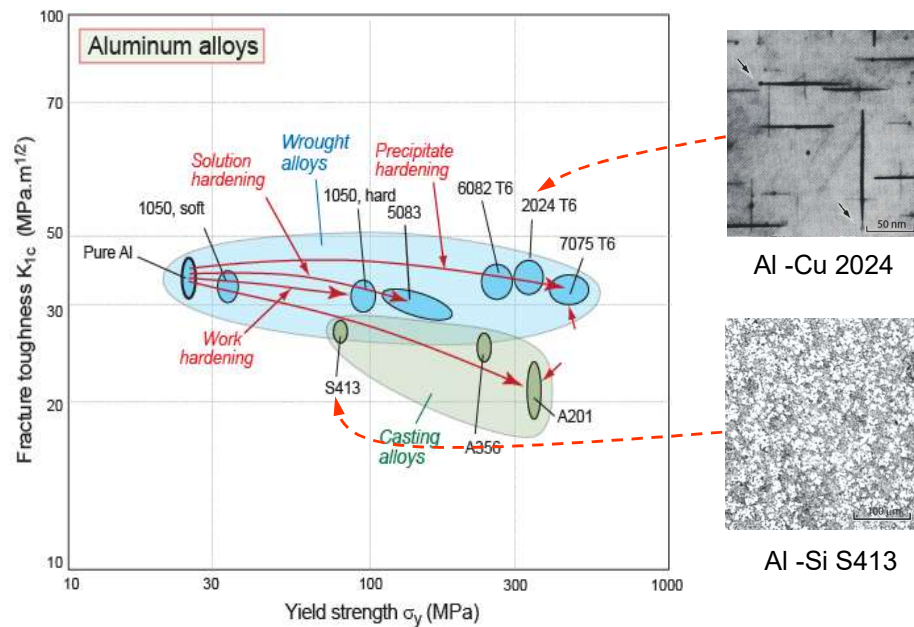 Aluminum alloys
Fracture toughness K1c (MPa.m1/2)
100
70
50
30
20
10
10
30
100
300
1000
Yield strength σy (MPa)
Pure Al
1050, soft
Solution
hardening
Wrought
alloys
1050, hard
5083
Precipitate
hardening
6082 T6
2024 T6
7075 T6
Work
hardening
S413
Casting
alloys
A356
A201
50 nm
Al -Cu 2024
100 μm
Al -Si S413